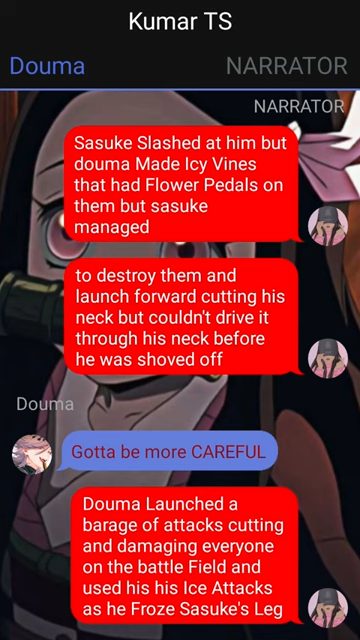 Kumar TS
Douma
NARRATOR
NARRATOR
Sasuke Slashed at him but
douma Made Icy Vines
that had Flower Pedals on
them but sasuke
managed
to destroy them and
launch forward cutting his
neck but couldn't drive it
through his neck before
he was shoved off
Douma
Gotta be more CAREFUL
Douma Launched a
barage of attacks cutting
and damaging everyone
on the battle Field and
used his his Ice Attacks
as he Froze Sasuke's Leg